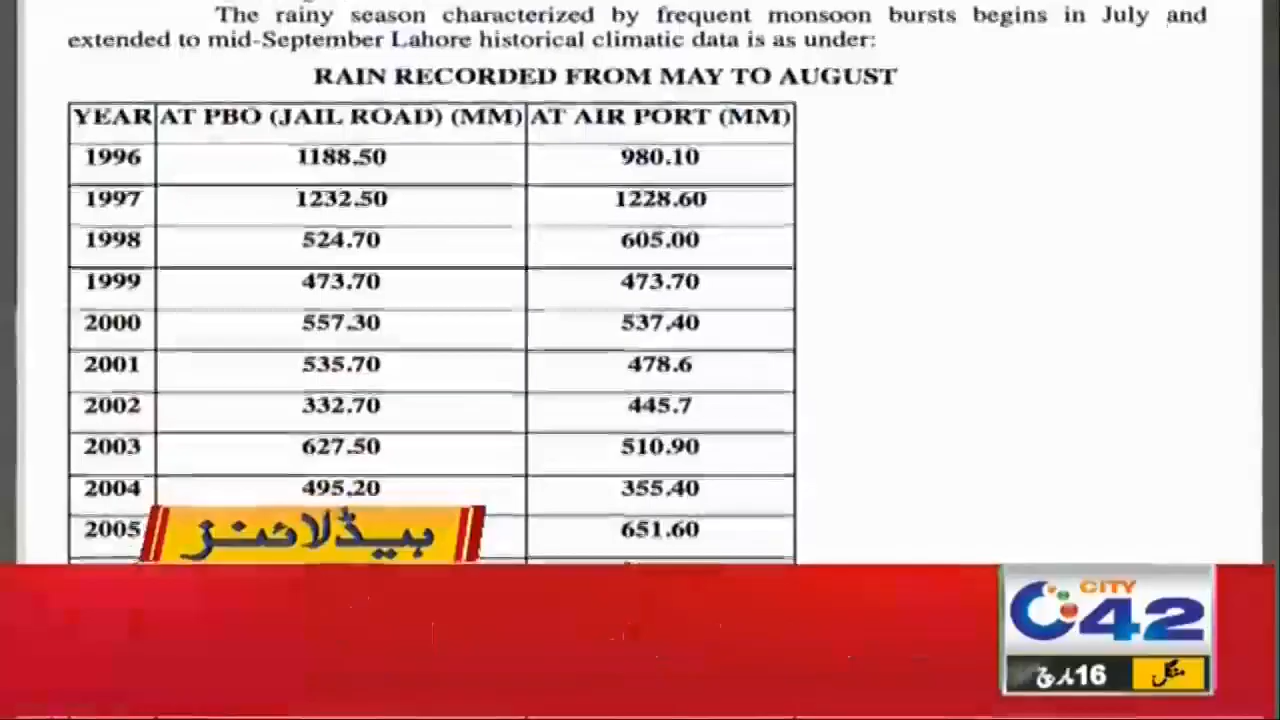 The rainy season characterized by frequent monsoon bursts begins in July and
extended to mid-September Lahore historical climatic data is as under:
RAIN RECORDED FROM MAY TO AUGUST
YEAR AT PBO (JAIL ROAD) (MM) AT AIR PORT (MM)
1996 1188.50 980.10
1997 1232.50 1228.60
1998 524.70 605.00
1999 473.70 473.70
2000 557.30 537.40
2001 535.70 478.6
2002 332.70 445.7
2003 627.50 510.90
2004 495.20 355.40
2005 651.60
ہیڈلائنز
CITY
42
منگل 16 مارچ